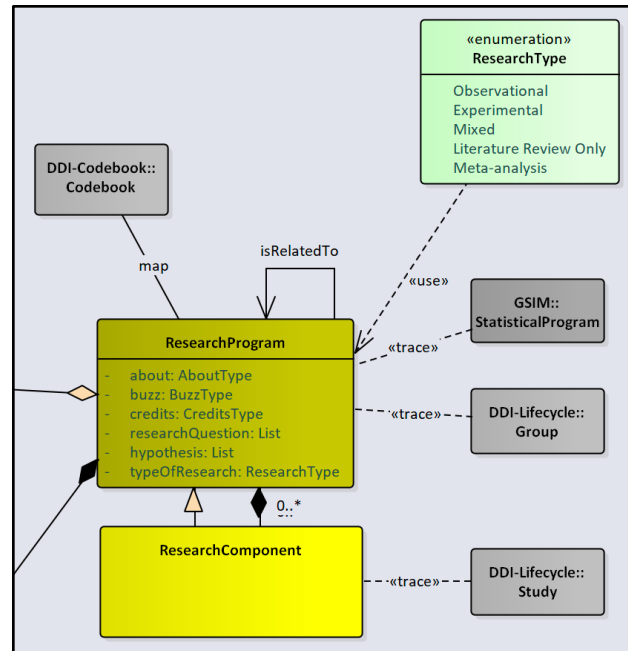 «enumeration»
ResearchType
Observational
Experimental
Mixed
Literature Review Only
Meta-analysis
DDI-Codebook::
Codebook
map
isRelatedTo
«use»
GSIM::
StatisticalProgram
«trace»
ResearchProgram
- about: AboutType
- buzz: BuzzType
- credits: CreditsType
- researchQuestion: List
- hypothesis: List
- typeOfResearch: ResearchType
«trace»
DDI-Lifecycle::
Group
0..*
ResearchComponent
«trace»
DDI-Lifecycle::
Study